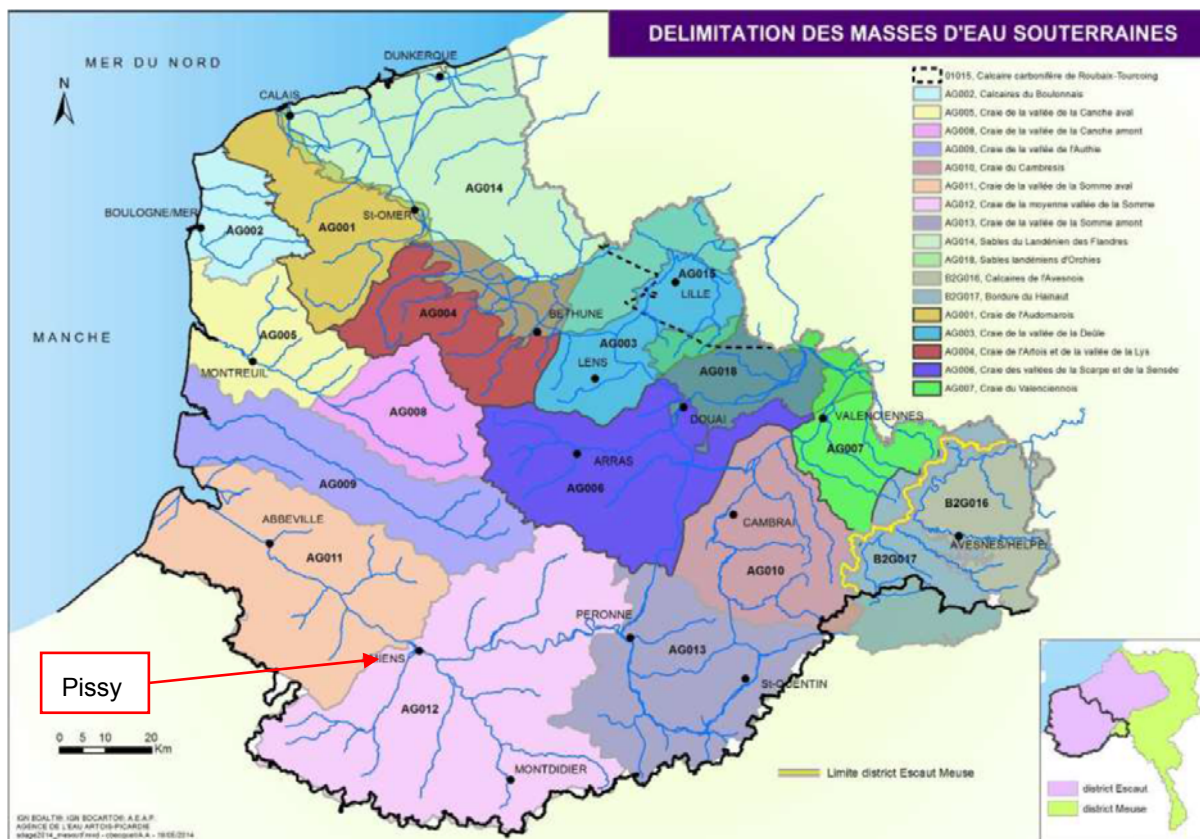 DELIMITATION DES MASSES D'EAU SOUTERRAINES
MER DU NORD
N
DUNKERQUE
CALAIS
AG014
BOULOGNE/MER
AG002
AG001
St-OMER
AG015
LILLE
AG004
BETHUNE
AG003
LENS
MANCHE
AG005
MONTREUIL
AG008
AG018
DOUAI
VALENCIENNES
AG007
ARRAS
AG006
AG009
B2G016
CAMBRAI
AVESNES/HELPE
B2G017
ABBEVILLE
AG011
AG010
PERONNE
AG013
MIENS
Pissy
St-QUENTIN
AG012
MONTDIDIER
0 5 10 20
Km
01015, Calcaire carbonifère de Roubaix-Tourcoing
AG002, Calcaires du Boulonnais
AG005, Craie de la vallée de la Canche aval
AG008, Craie de la vallée de la Canche amont
AG009, Craie de la vallée de l'Authie
AG010, Craie du Cambresis
AG011, Craie de la vallée de la Somme aval
AG012, Craie de la moyenne vallée de la Somme
AG013, Craie de la vallée de la Somme amont
AG014, Sables du Landénien des Flandres
AG018, Sables landéniens d'Orchies
B2G016, Calcaires de l'Avesnois
B2G017, Bordure du Hainaut
AG001, Craie de l'Audomarois
AG003, Craie de la vallée de la Deûle
AG004, Craie de l'Artois et de la vallée de la Lys
AG006, Craie des vallées de la Scarpe et de la Sensée
AG007, Craie du Valenciennois
Limite district Escaut Meuse
district Escaut
district Meuse
AGENCE DE L'EAU ARTOIS-PICARDIE